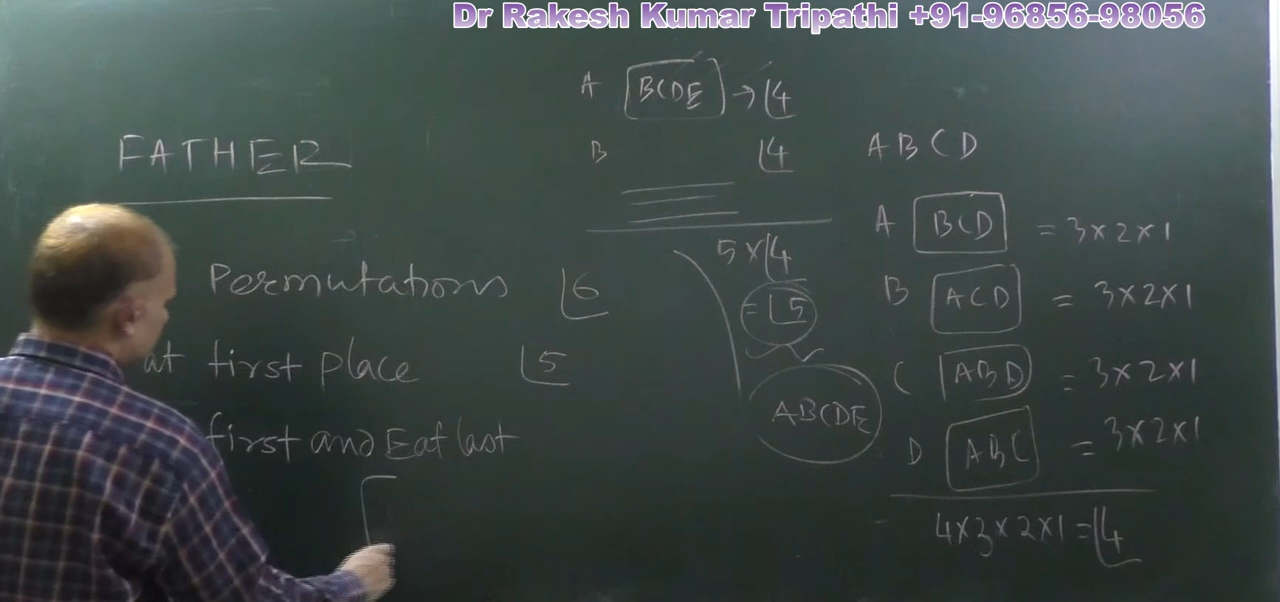 Dr Rakesh Kumar Tripathi +91-96856-98056
A BCDE → ⌊4
B ⌊4
5×⌊4
=⌊5
ABCDE
FATHER
Permutations ⌊6
at first place ⌊5
first and E at last
ABCD
A BCD = 3×2×1
B ACD = 3×2×1
C ABD = 3×2×1
D ABC = 3×2×1
4×3×2×1=⌊4